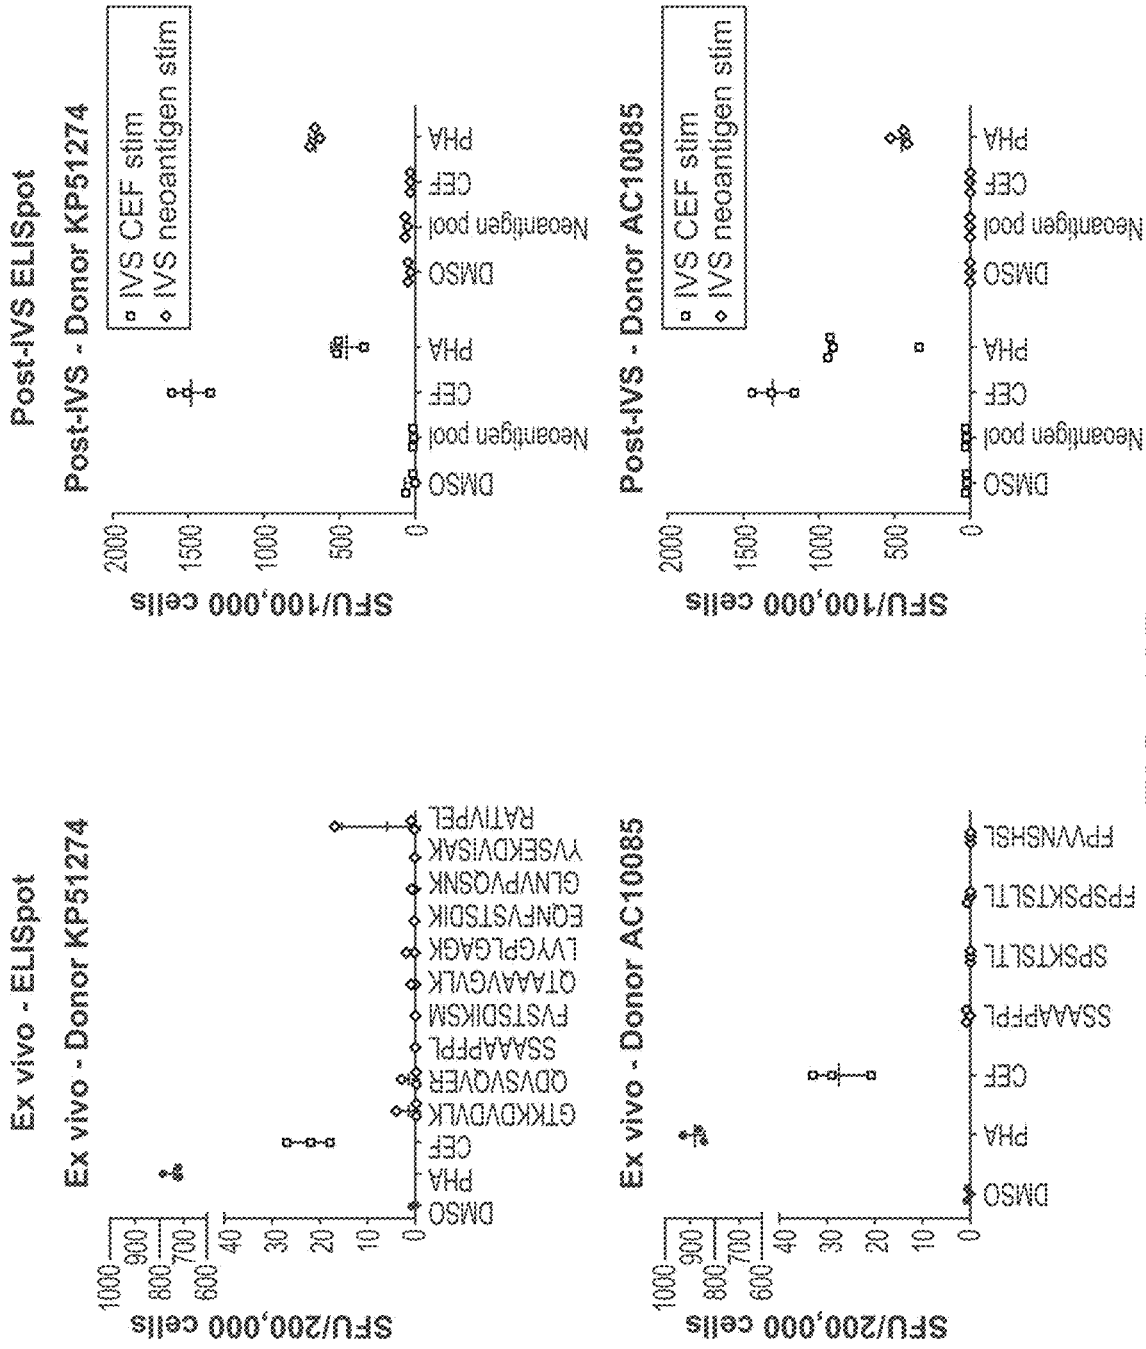 Ex vivo - ELISpot
Ex vivo - Donor KP51274
SFU/200,000 cells
1000
900
800
700
600
40
30
20
10
0
DMSO
PHA
CEF
GTKKDVDVLK
QDVSVQVER
SSAAAPFPL
FVSTSDIKSM
QTAAAVGVLK
LVYGPLGAGK
EQNFVSTSDIK
GLNVPVQSNK
YVSEKDVISAK
RATIVPEL
Ex vivo - Donor AC10085
SFU/200,000 cells
1000
900
800
700
600
40
30
20
10
0
DMSO
PHA
CEF
SSAAAPFPL
SPSKTSLTL
FPSPSKTSLTL
FPVVNSHSL
Post-IVS ELISpot
Post-IVS - Donor KP51274
IVS CEF stim
IVS neoantigen stim
SFU/100,000 cells
2000
1500
1000
500
0
DMSO
Neoantigen pool
CEF
PHA
DMSO
Neoantigen pool
CEF
PHA
Post-IVS - Donor AC10085
IVS CEF stim
IVS neoantigen stim
SFU/100,000 cells
2000
1500
1000
500
0
DMSO
Neoantigen pool
CEF
PHA
DMSO
Neoantigen pool
CEF
PHA